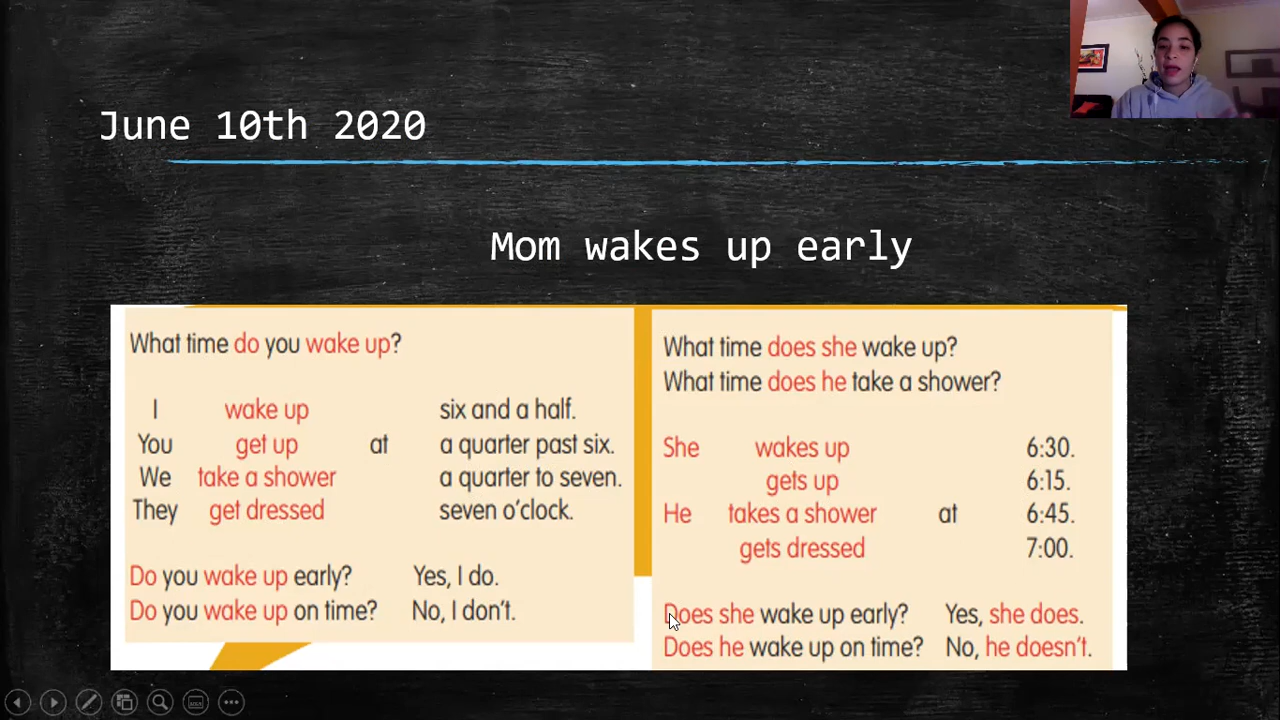 June 10th 2020
Mom wakes up early
What time do you wake up?
I wake up six and a half.
You get up at a quarter past six.
We take a shower a quarter to seven.
They get dressed seven o'clock.
Do you wake up early? Yes, I do.
Do you wake up on time? No, I don't.
What time does she wake up?
What time does he take a shower?
She wakes up 6:30.
gets up 6:15.
He takes a shower at 6:45.
gets dressed 7:00.
Does she wake up early? Yes, she does.
Does he wake up on time? No, he doesn't.